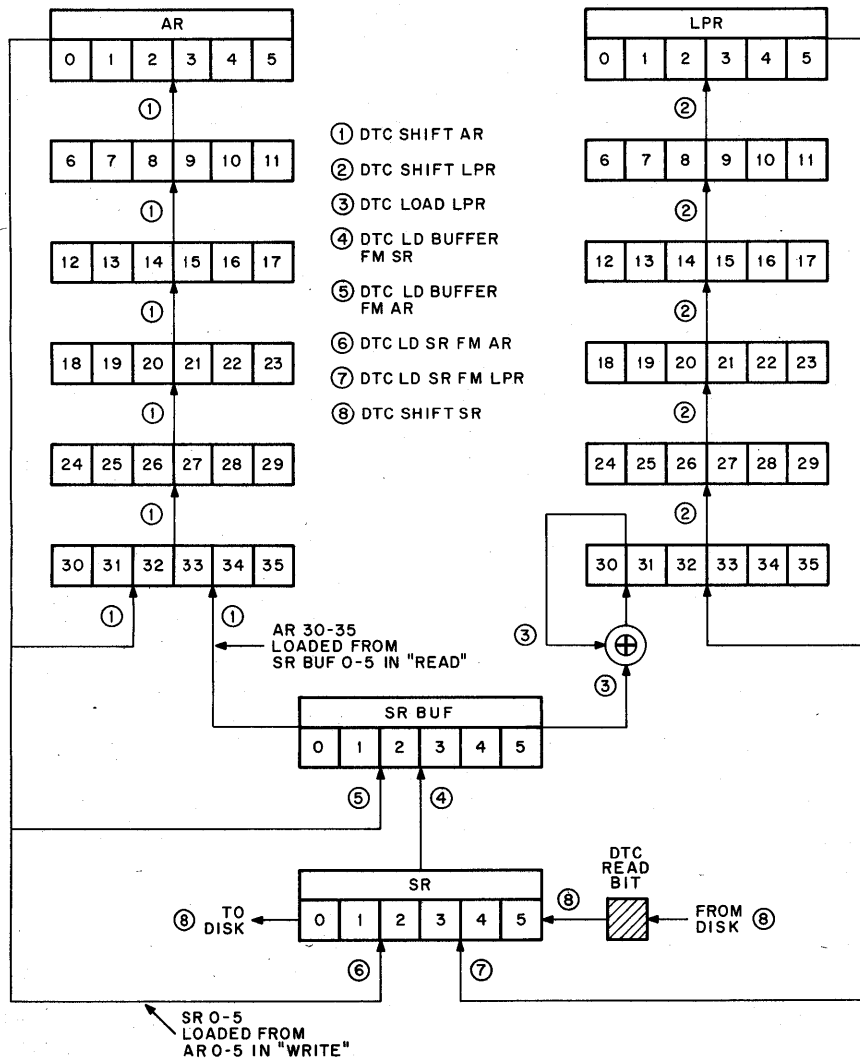 AR
0 1 2 3 4 5
① 
6 7 8 9 10 11
①
12 13 14 15 16 17
①
18 19 20 21 22 23
①
24 25 26 27 28 29
①
30 31 32 33 34 35
① ①
① DTC SHIFT AR
② DTC SHIFT LPR
③ DTC LOAD LPR
④ DTC LD BUFFER
FM SR
⑤ DTC LD BUFFER
FM AR
⑥ DTC LD SR FM AR
⑦ DTC LD SR FM LPR
⑧ DTC SHIFT SR
LPR
0 1 2 3 4 5
②
6 7 8 9 10 11
②
12 13 14 15 16 17
②
18 19 20 21 22 23
②
24 25 26 27 28 29
②
30 31 32 33 34 35
③
③
AR 30-35
LOADED FROM
SR BUF 0-5 IN "READ"
SR BUF
0 1 2 3 4 5
⑤ ④
SR
0 1 2 3 4 5
⑧ TO
DISK
⑧
DTC
READ
BIT
FROM
DISK ⑧
⑥ ⑦
SR 0-5
LOADED FROM
AR 0-5 IN "WRITE"